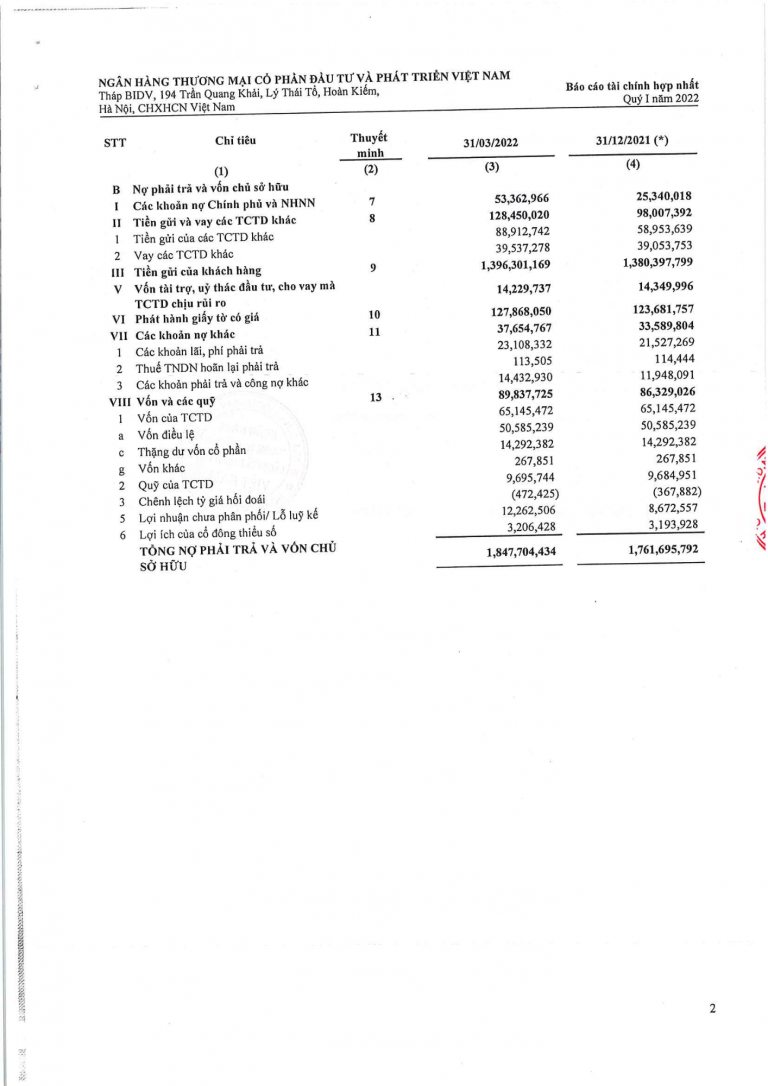 NGÂN HÀNG THƯƠNG MẠI CỔ PHẦN ĐẦU TƯ VÀ PHÁT TRIỂN VIỆT NAM
Tháp BIDV, 194 Trần Quang Khải, Lý Thái Tổ, Hoàn Kiếm,
Hà Nội, CHXHCN Việt Nam
Báo cáo tài chính hợp nhất
Quý I năm 2022
STT Chỉ tiêu Thuyết minh 31/03/2022 31/12/2021 (*)
(1) (2) (3) (4)
B Nợ phải trả và vốn chủ sở hữu
I Các khoản nợ Chính phủ và NHNN 7 53,362,966 25,340,018
II Tiền gửi và vay các TCTD khác 8 128,450,020 98,007,392
1 Tiền gửi của các TCTD khác 88,912,742 58,953,639
2 Vay các TCTD khác 39,537,278 39,053,753
III Tiền gửi của khách hàng 9 1,396,301,169 1,380,397,799
V Vốn tài trợ, uỷ thác đầu tư, cho vay mà
TCTD chịu rủi ro 14,229,737 14,349,996
VI Phát hành giấy tờ có giá 10 127,868,050 123,681,757
VII Các khoản nợ khác 11 37,654,767 33,589,804
1 Các khoản lãi, phí phải trả 23,108,332 21,527,269
2 Thuế TNDN hoãn lại phải trả 113,505 114,444
3 Các khoản phải trả và công nợ khác 14,432,930 11,948,091
VIII Vốn và các quỹ 13 89,837,725 86,329,026
1 Vốn của TCTD 65,145,472 65,145,472
a Vốn điều lệ 50,585,239 50,585,239
c Thặng dư vốn cổ phần 14,292,382 14,292,382
g Vốn khác 267,851 267,851
2 Quỹ của TCTD 9,695,744 9,684,951
3 Chênh lệch tỷ giá hối đoái (472,425) (367,882)
5 Lợi nhuận chưa phân phối/ Lỗ luỹ kế 12,262,506 8,672,557
6 Lợi ích của cổ đông thiểu số 3,206,428 3,193,928
TỔNG NỢ PHẢI TRẢ VÀ VỐN CHỦ
SỞ HỮU 1,847,704,434 1,761,695,792
2